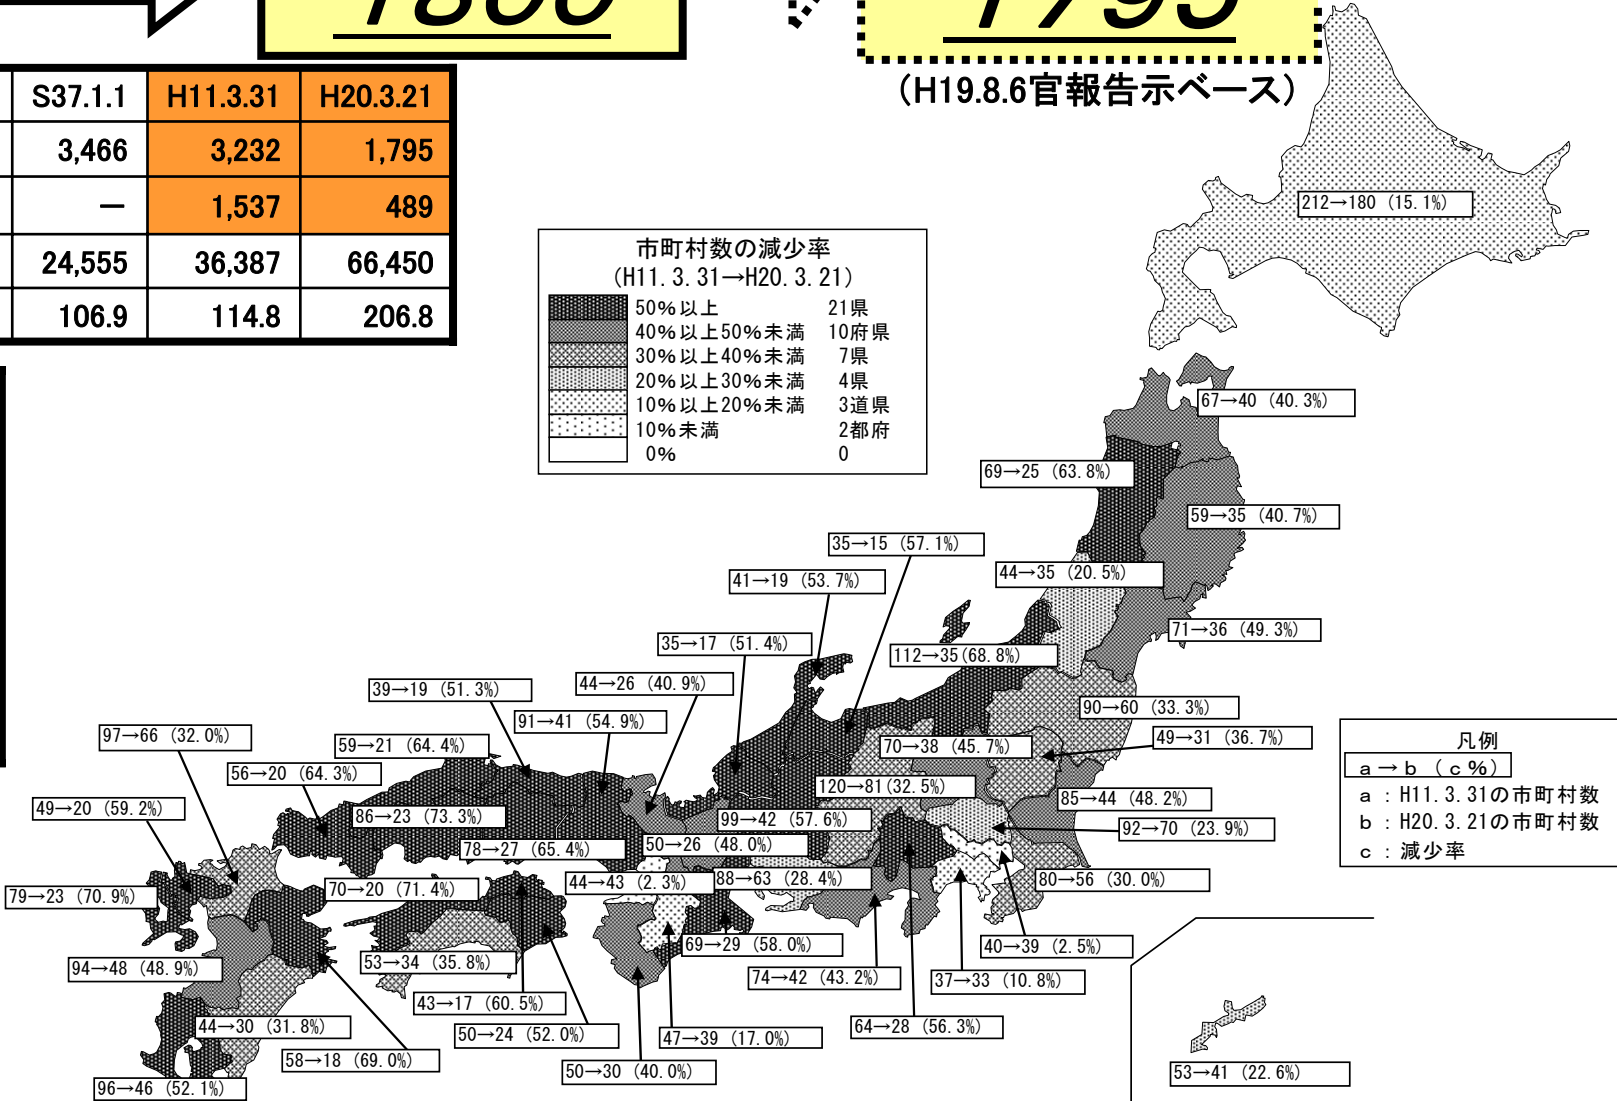 1800
1795
(H19.8.6官報告示ベース)
S37.1.1 H11.3.31 H20.3.21
3,466 3,232 1,795
― 1,537 489
24,555 36,387 66,450
106.9 114.8 206.8
市町村数の減少率
(H11.3.31→H20.3.21)
50%以上 21県
40%以上50%未満 10府県
30%以上40%未満 7県
20%以上30%未満 4県
10%以上20%未満 3道県
10%未満 2都府
0% 0
212→180 (15.1%)
67→40 (40.3%)
69→25 (63.8%)
59→35 (40.7%)
35→15 (57.1%)
44→35 (20.5%)
41→19 (53.7%)
71→36 (49.3%)
35→17 (51.4%)
112→35(68.8%)
44→26 (40.9%)
39→19 (51.3%)
90→60 (33.3%)
91→41 (54.9%)
97→66 (32.0%)
59→21 (64.4%)
70→38 (45.7%)
49→31 (36.7%)
56→20 (64.3%)
120→81(32.5%)
85→44 (48.2%)
49→20 (59.2%)
86→23 (73.3%)
99→42 (57.6%)
92→70 (23.9%)
78→27 (65.4%)
50→26 (48.0%)
79→23 (70.9%)
70→20 (71.4%)
44→43 (2.3%)
88→63 (28.4%)
80→56 (30.0%)
69→29 (58.0%)
40→39 (2.5%)
94→48 (48.9%)
53→34 (35.8%)
74→42 (43.2%)
37→33 (10.8%)
43→17 (60.5%)
44→30 (31.8%)
50→24 (52.0%)
47→39 (17.0%)
64→28 (56.3%)
58→18 (69.0%)
50→30 (40.0%)
96→46 (52.1%)
53→41 (22.6%)
凡例
a→b (c%)
a:H11.3.31の市町村数
b:H20.3.21の市町村数
c:減少率